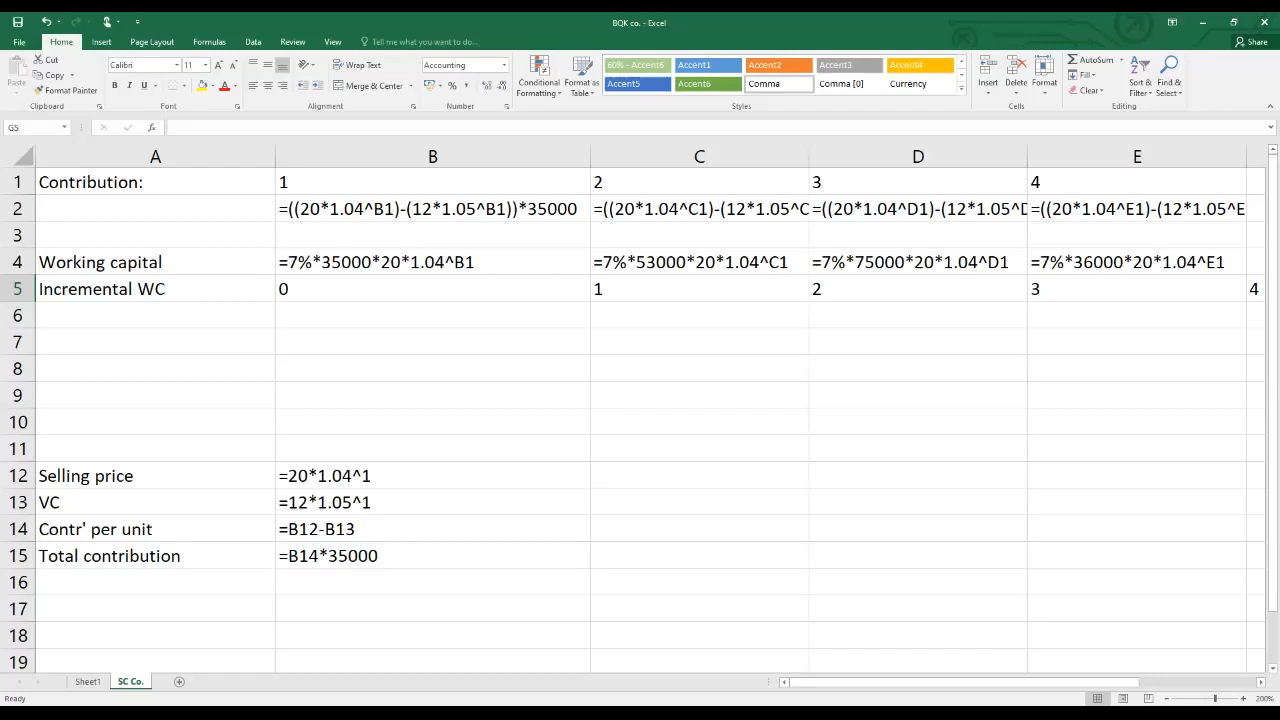 BQK co. - Excel
File Home Insert Page Layout Formulas Data Review View Tell me what you want to do... Share
Paste Cut Copy Format Painter Clipboard
Calibri 11 A A B I U A Font
Wrap Text Merge & Center Alignment
Accounting % , Number
Conditional Formatting Format as Table
60% - Accent6 Accent1 Accent2 Accent3 Accent4
Accent5 Accent6 Comma Comma [0] Currency
Styles
Insert Delete Format Cells
AutoSum Fill Clear Sort & Filter Find & Select Editing
G5 fx
A B C D E
1 Contribution: 1 2 3 4
2 =((20*1.04^B1)-(12*1.05^B1))*35000 =((20*1.04^C1)-(12*1.05^C =((20*1.04^D1)-(12*1.05^D =((20*1.04^E1)-(12*1.05^E
3
4 Working capital =7%*35000*20*1.04^B1 =7%*53000*20*1.04^C1 =7%*75000*20*1.04^D1 =7%*36000*20*1.04^E1
5 Incremental WC 0 1 2 3 4
6
7
8
9
10
11
12 Selling price =20*1.04^1
13 VC =12*1.05^1
14 Contr' per unit =B12-B13
15 Total contribution =B14*35000
16
17
18
19
Sheet1 SC Co.
Ready 200%